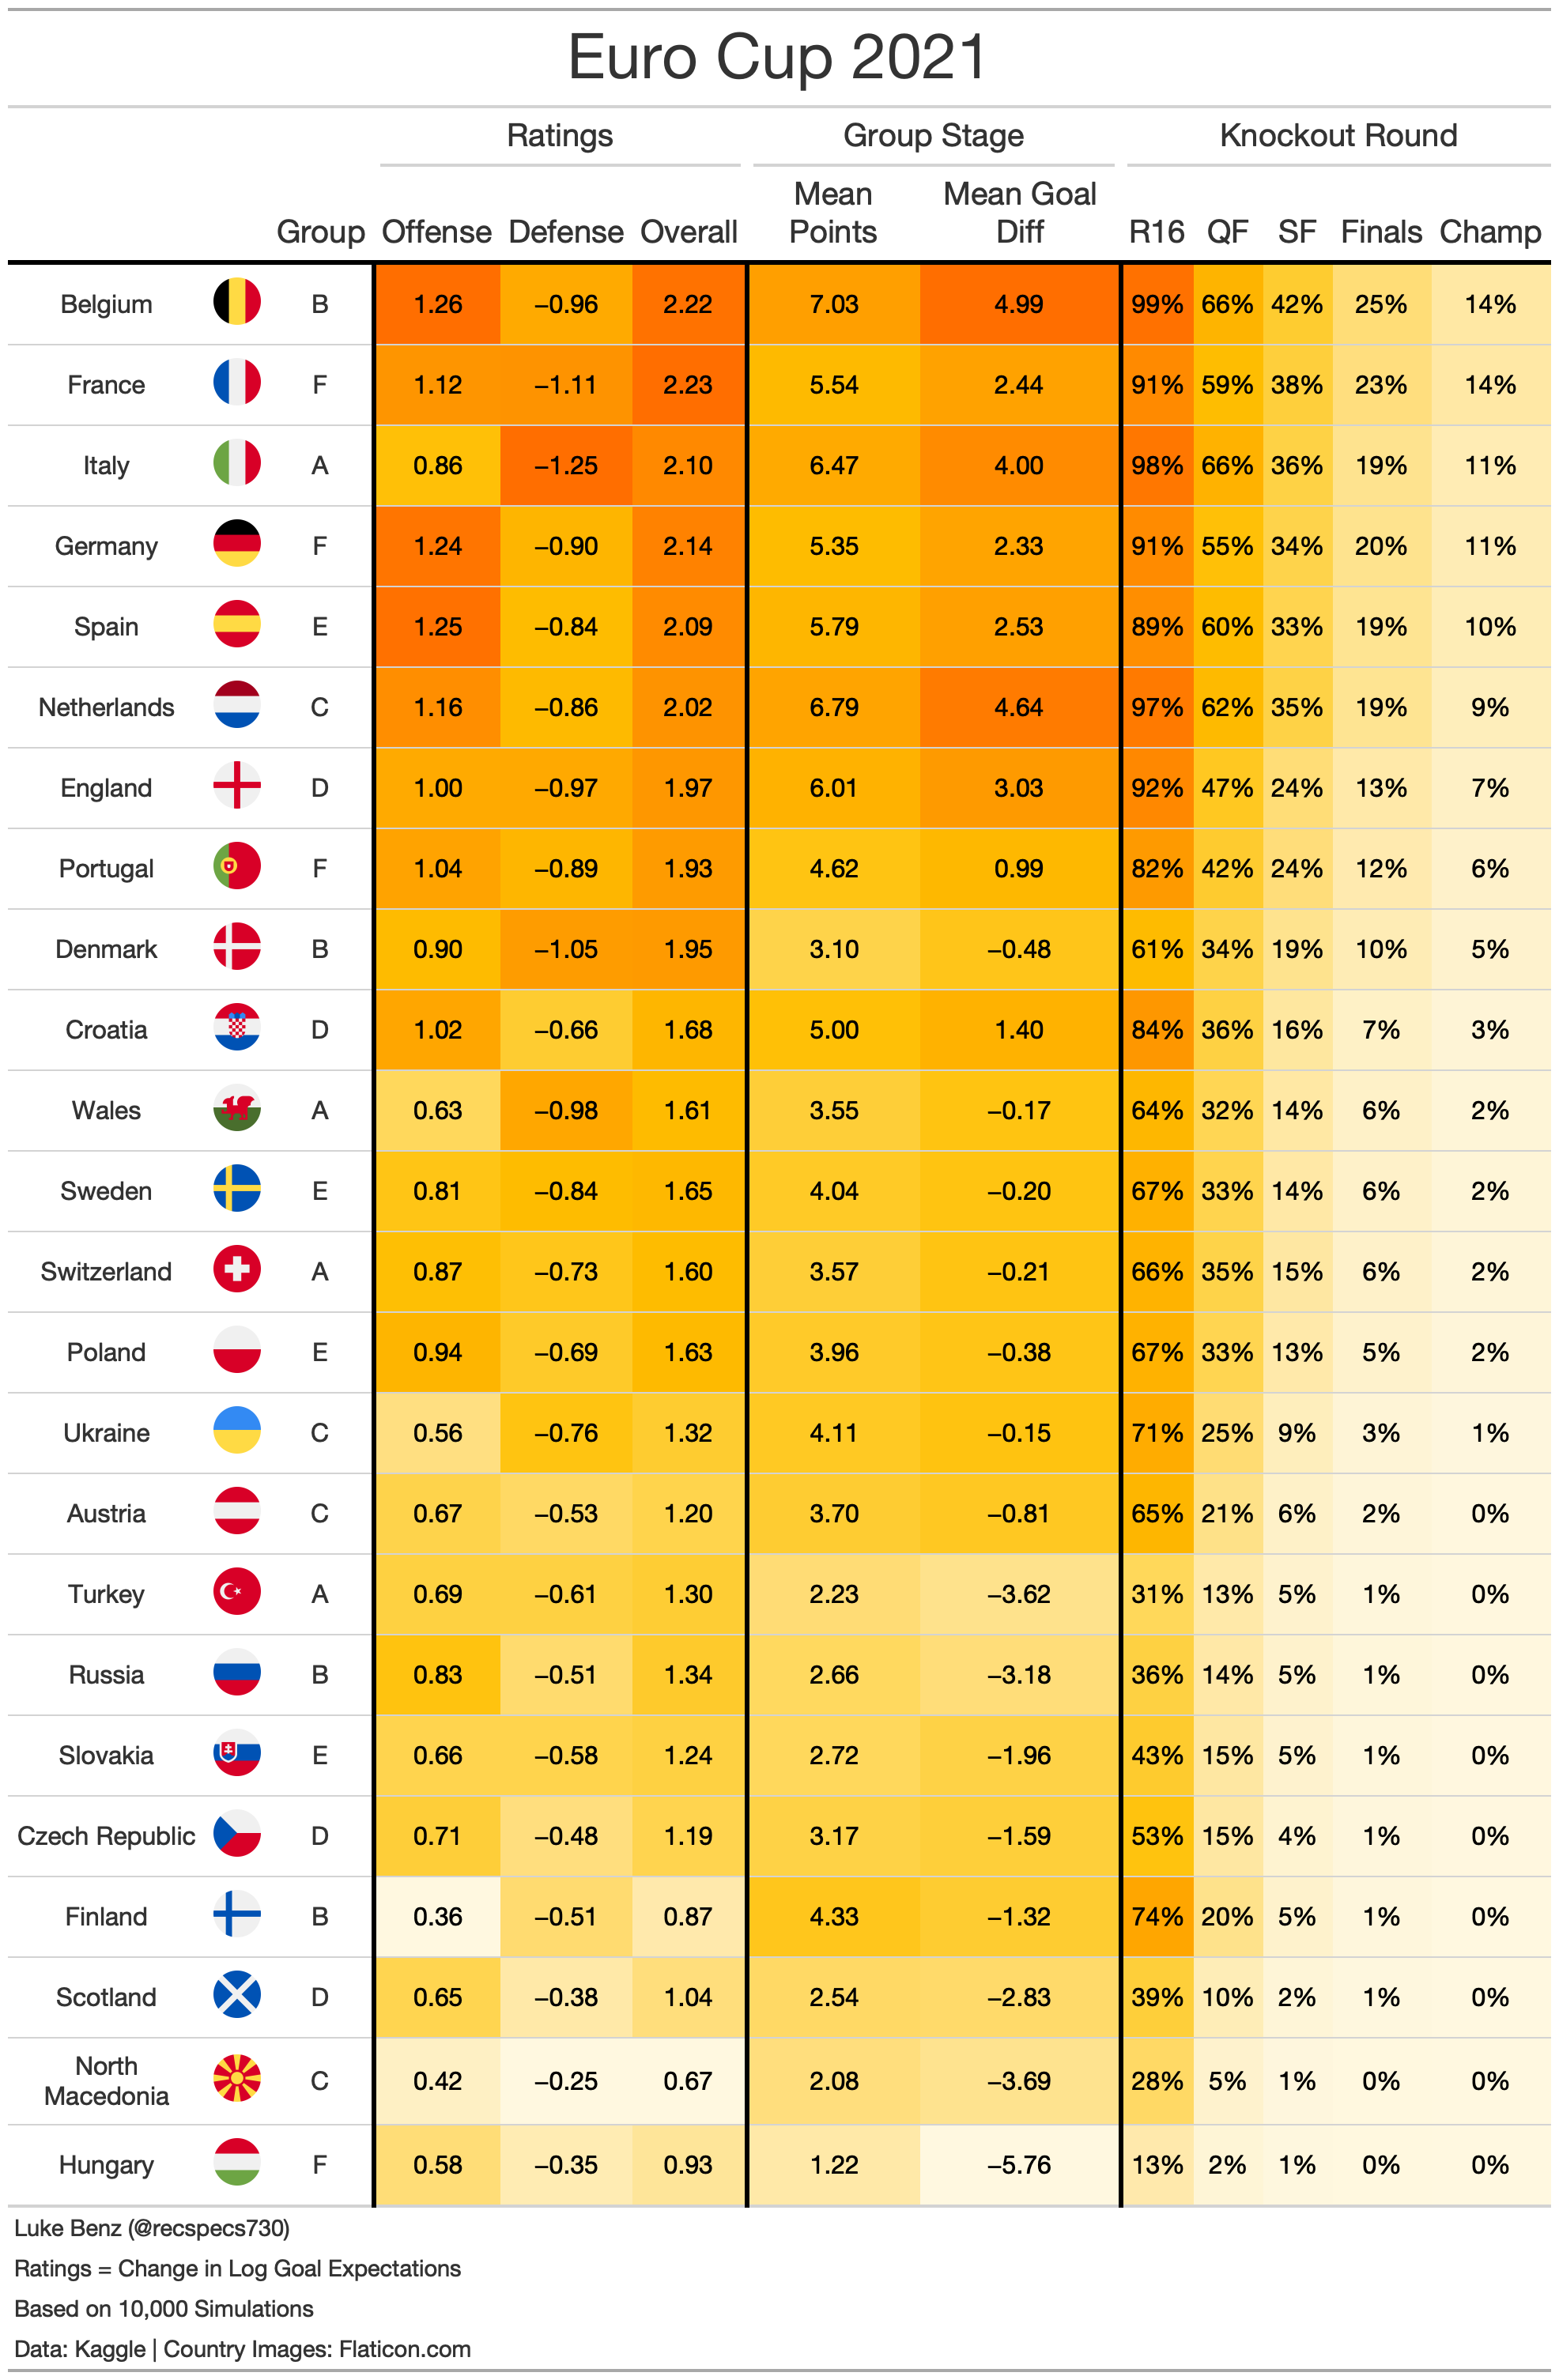 Euro Cup 2021
Ratings Group Stage Knockout Round
Group Offense Defense Overall Mean Points Mean Goal Diff R16 QF SF Finals Champ
Belgium B 1.26 −0.96 2.22 7.03 4.99 99% 66% 42% 25% 14%
France F 1.12 −1.11 2.23 5.54 2.44 91% 59% 38% 23% 14%
Italy A 0.86 −1.25 2.10 6.47 4.00 98% 66% 36% 19% 11%
Germany F 1.24 −0.90 2.14 5.35 2.33 91% 55% 34% 20% 11%
Spain E 1.25 −0.84 2.09 5.79 2.53 89% 60% 33% 19% 10%
Netherlands C 1.16 −0.86 2.02 6.79 4.64 97% 62% 35% 19% 9%
England D 1.00 −0.97 1.97 6.01 3.03 92% 47% 24% 13% 7%
Portugal F 1.04 −0.89 1.93 4.62 0.99 82% 42% 24% 12% 6%
Denmark B 0.90 −1.05 1.95 3.10 −0.48 61% 34% 19% 10% 5%
Croatia D 1.02 −0.66 1.68 5.00 1.40 84% 36% 16% 7% 3%
Wales A 0.63 −0.98 1.61 3.55 −0.17 64% 32% 14% 6% 2%
Sweden E 0.81 −0.84 1.65 4.04 −0.20 67% 33% 14% 6% 2%
Switzerland A 0.87 −0.73 1.60 3.57 −0.21 66% 35% 15% 6% 2%
Poland E 0.94 −0.69 1.63 3.96 −0.38 67% 33% 13% 5% 2%
Ukraine C 0.56 −0.76 1.32 4.11 −0.15 71% 25% 9% 3% 1%
Austria C 0.67 −0.53 1.20 3.70 −0.81 65% 21% 6% 2% 0%
Turkey A 0.69 −0.61 1.30 2.23 −3.62 31% 13% 5% 1% 0%
Russia B 0.83 −0.51 1.34 2.66 −3.18 36% 14% 5% 1% 0%
Slovakia E 0.66 −0.58 1.24 2.72 −1.96 43% 15% 5% 1% 0%
Czech Republic D 0.71 −0.48 1.19 3.17 −1.59 53% 15% 4% 1% 0%
Finland B 0.36 −0.51 0.87 4.33 −1.32 74% 20% 5% 1% 0%
Scotland D 0.65 −0.38 1.04 2.54 −2.83 39% 10% 2% 1% 0%
North Macedonia C 0.42 −0.25 0.67 2.08 −3.69 28% 5% 1% 0% 0%
Hungary F 0.58 −0.35 0.93 1.22 −5.76 13% 2% 1% 0% 0%
Luke Benz (@recspecs730)
Ratings = Change in Log Goal Expectations
Based on 10,000 Simulations
Data: Kaggle | Country Images: Flaticon.com